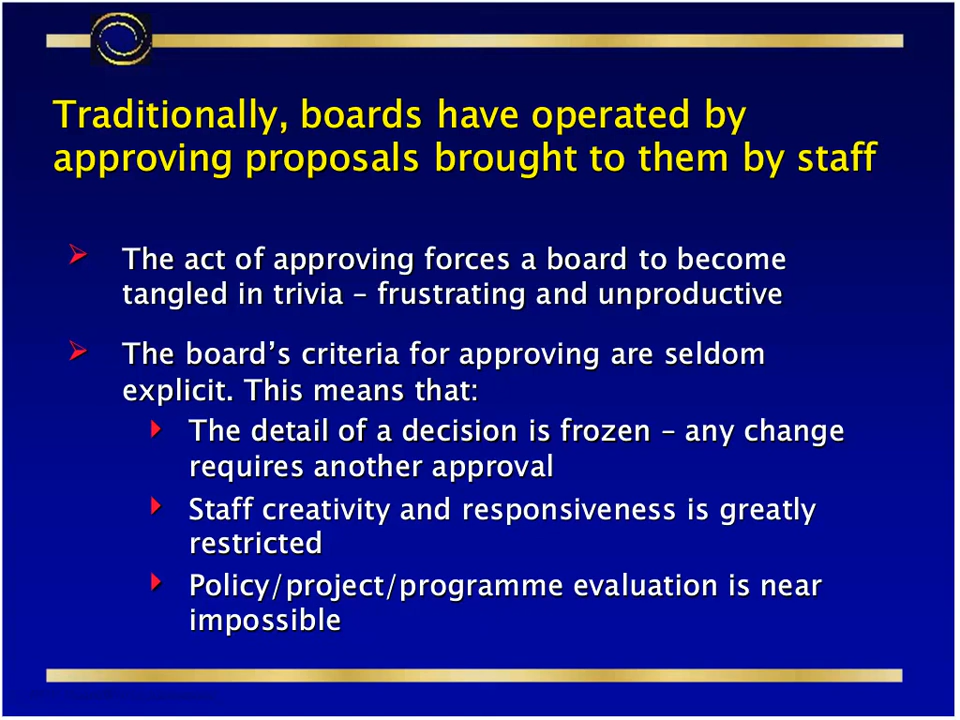 Traditionally, boards have operated by
approving proposals brought to them by staff
The act of approving forces a board to become
tangled in trivia – frustrating and unproductive
The board’s criteria for approving are seldom
explicit. This means that:
The detail of a decision is frozen – any change
requires another approval
Staff creativity and responsiveness is greatly
restricted
Policy/project/programme evaluation is near
impossible